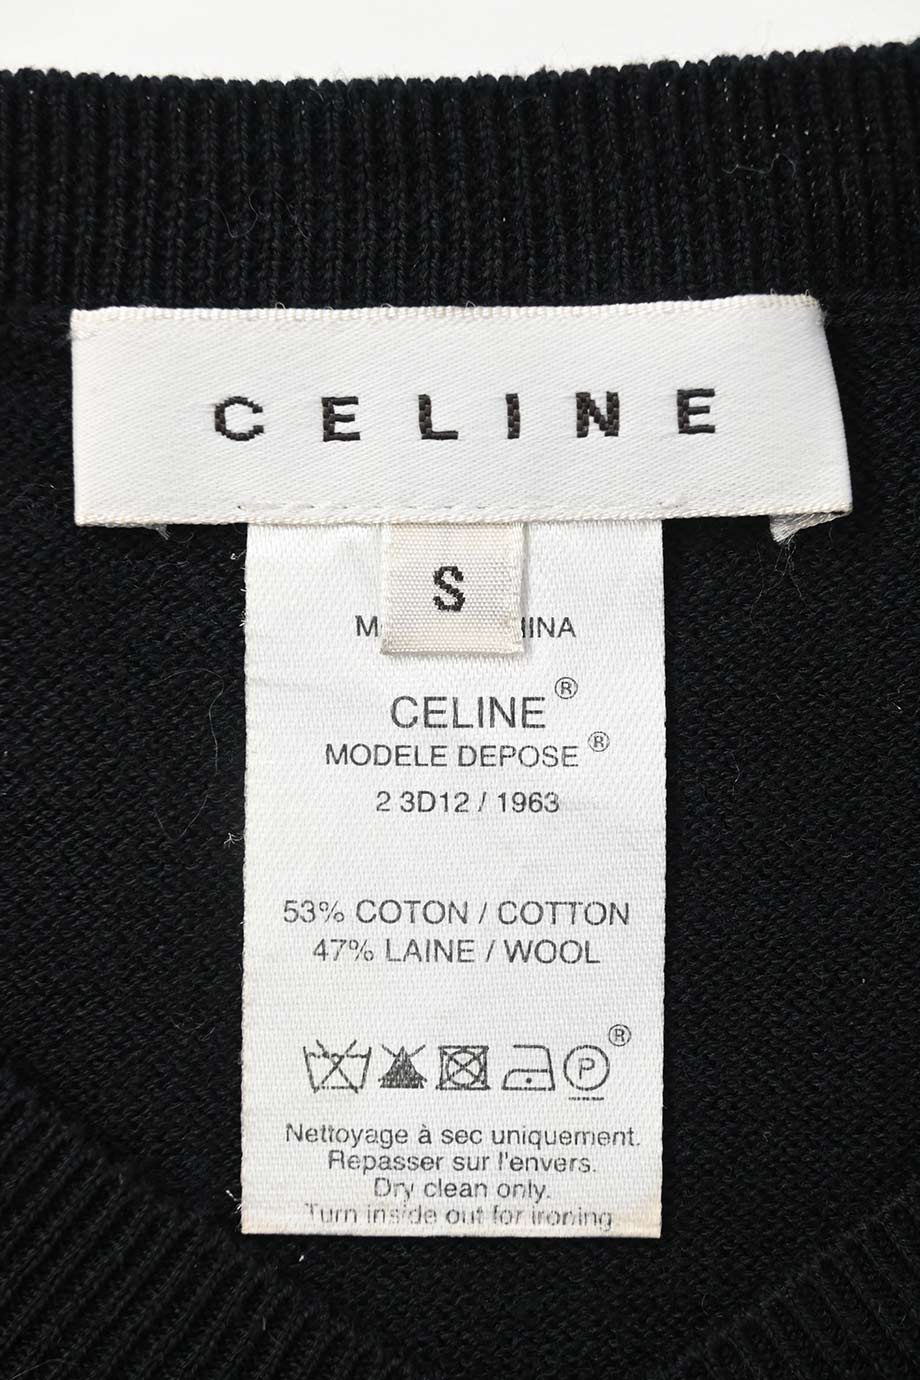 CELINE
S
CELINE®
MODELE DEPOSE®
2 3D12 / 1963
53% COTON / COTTON
47% LAINE / WOOL
P ®
Nettoyage à sec uniquement.
Repasser sur l'envers.
Dry clean only.
Turn inside out for ironing